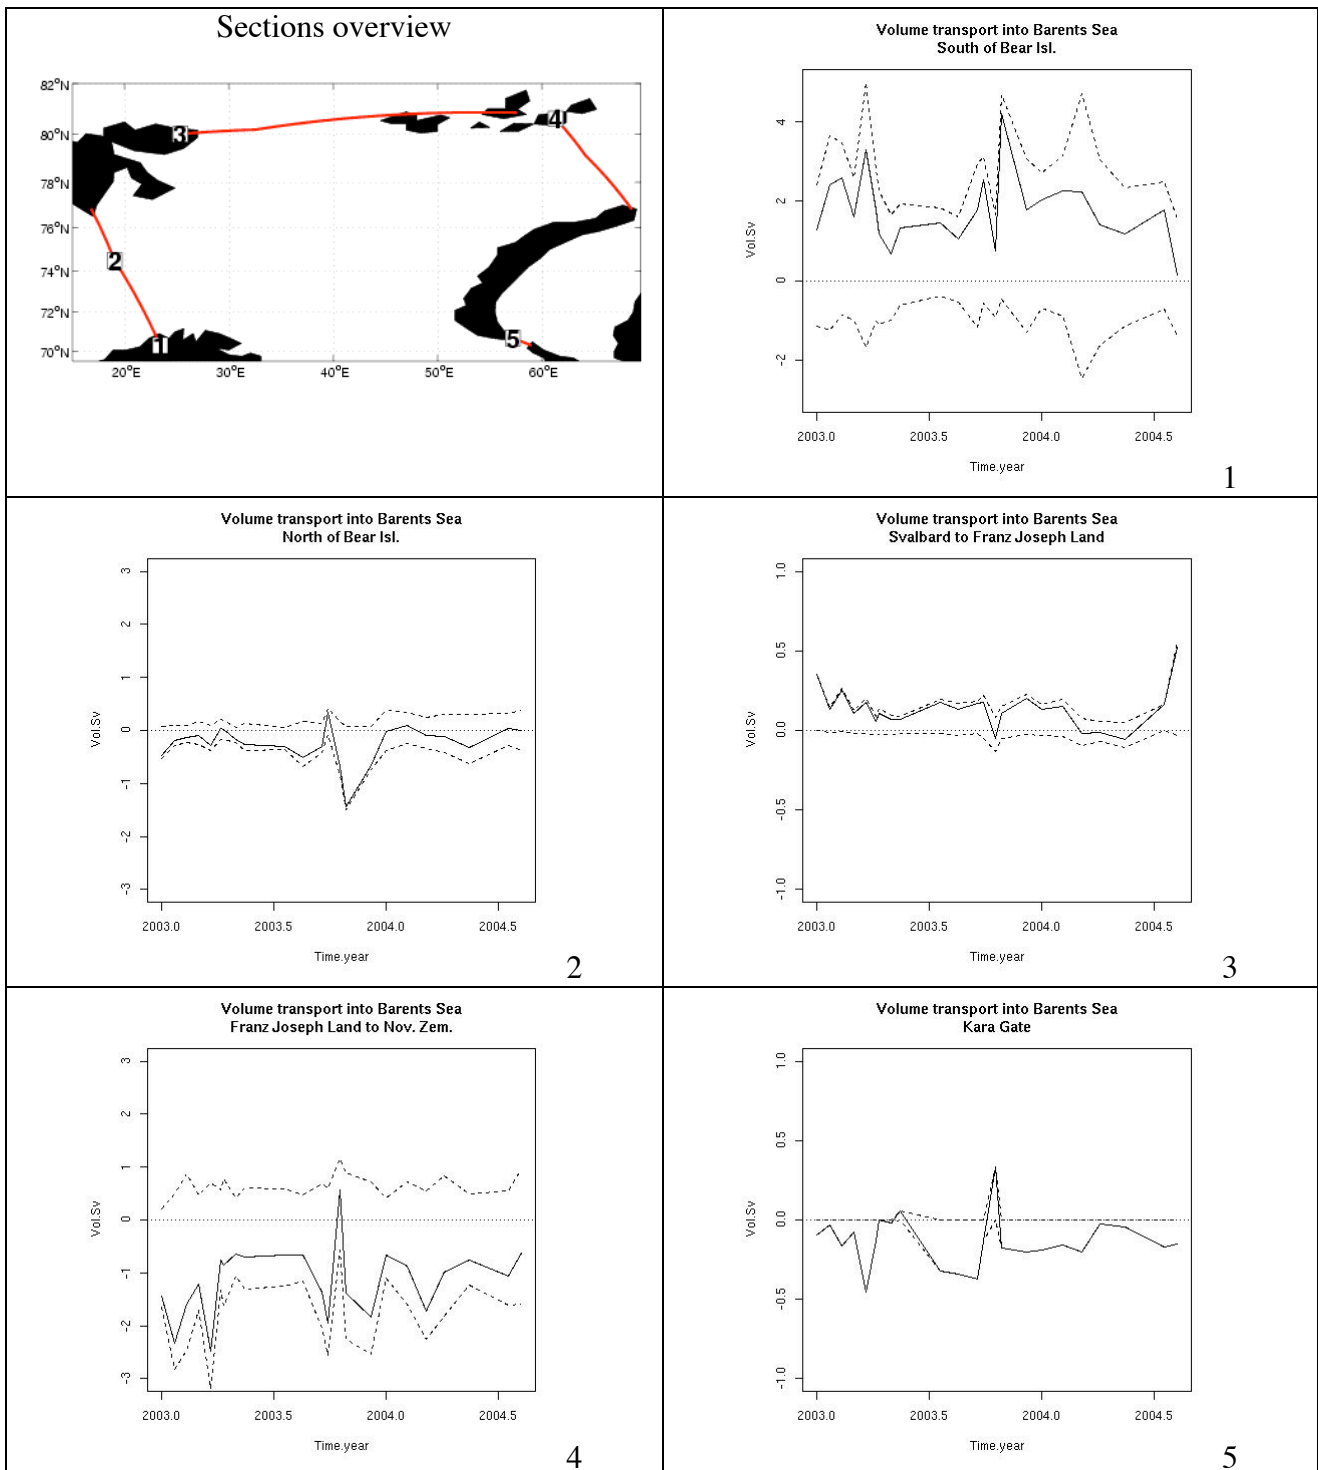 Sections overview
82°N
80°N
78°N
76°N
74°N
72°N
70°N
20°E 30°E 40°E 50°E 60°E
1
2
3
4
5
Volume transport into Barents Sea
South of Bear Isl.
Vol.Sv
4
2
0
-2
2003.0 2003.5 2004.0 2004.5
Time.year
1
Volume transport into Barents Sea
North of Bear Isl.
Vol.Sv
3
2
1
0
-1
-2
-3
2003.0 2003.5 2004.0 2004.5
Time.year
2
Volume transport into Barents Sea
Svalbard to Franz Joseph Land
Vol.Sv
1.0
0.5
0.0
-0.5
-1.0
2003.0 2003.5 2004.0 2004.5
Time.year
3
Volume transport into Barents Sea
Franz Joseph Land to Nov. Zem.
Vol.Sv
3
2
1
0
-1
-2
-3
2003.0 2003.5 2004.0 2004.5
Time.year
4
Volume transport into Barents Sea
Kara Gate
Vol.Sv
1.0
0.5
0.0
-0.5
-1.0
2003.0 2003.5 2004.0 2004.5
Time.year
5